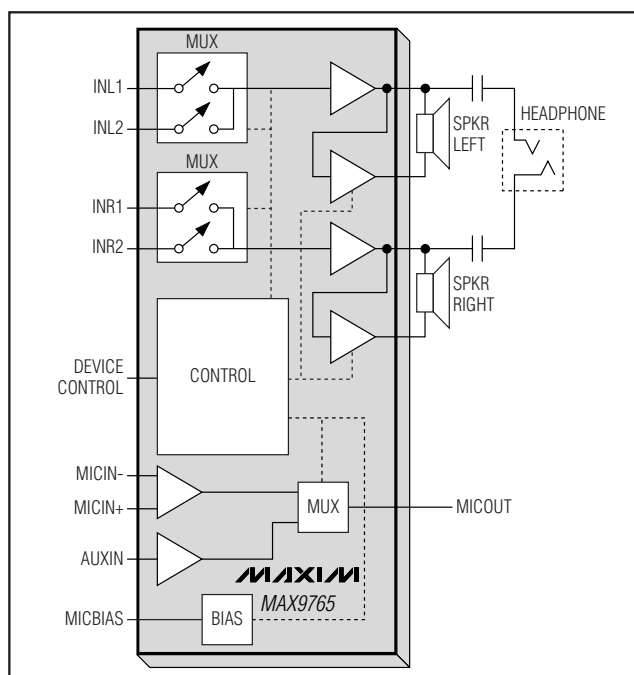 MUX
INL1
INL2
SPKR
LEFT
HEADPHONE
MUX
INR1
INR2
SPKR
RIGHT
DEVICE
CONTROL
CONTROL
MICIN-
MICIN+
MUX
MICOUT
AUXIN
MAXIM
MAX9765
MICBIAS
BIAS